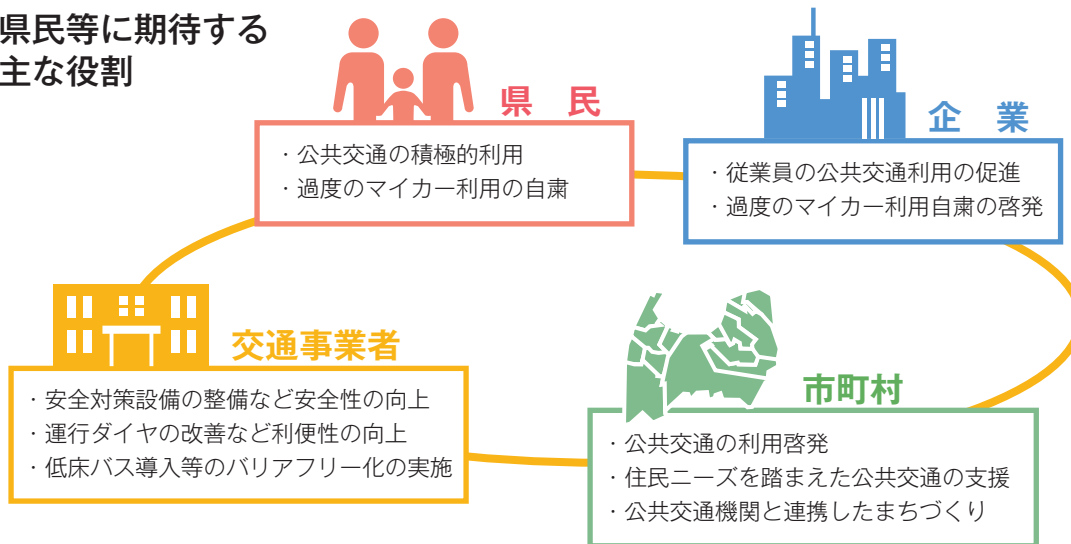 県民等に期待する
主な役割
県 民
・公共交通の積極的利用
・過度のマイカー利用の自粛
企 業
・従業員の公共交通利用の促進
・過度のマイカー利用自粛の啓発
交通事業者
・安全対策設備の整備など安全性の向上
・運行ダイヤの改善など利便性の向上
・低床バス導入等のバリアフリー化の実施
市町村
・公共交通の利用啓発
・住民ニーズを踏まえた公共交通の支援
・公共交通機関と連携したまちづくり